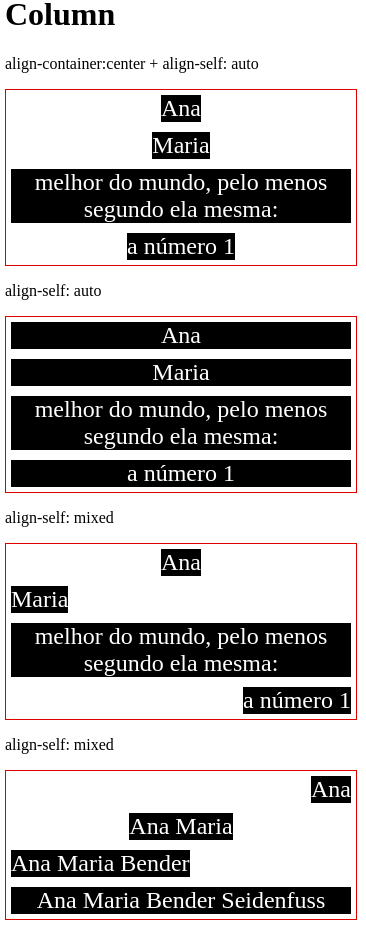 Column
align-container:center + align-self: auto
Ana
Maria
melhor do mundo, pelo menos
segundo ela mesma:
a número 1
align-self: auto
Ana
Maria
melhor do mundo, pelo menos
segundo ela mesma:
a número 1
align-self: mixed
Ana
Maria
melhor do mundo, pelo menos
segundo ela mesma:
a número 1
align-self: mixed
Ana
Ana Maria
Ana Maria Bender
Ana Maria Bender Seidenfuss